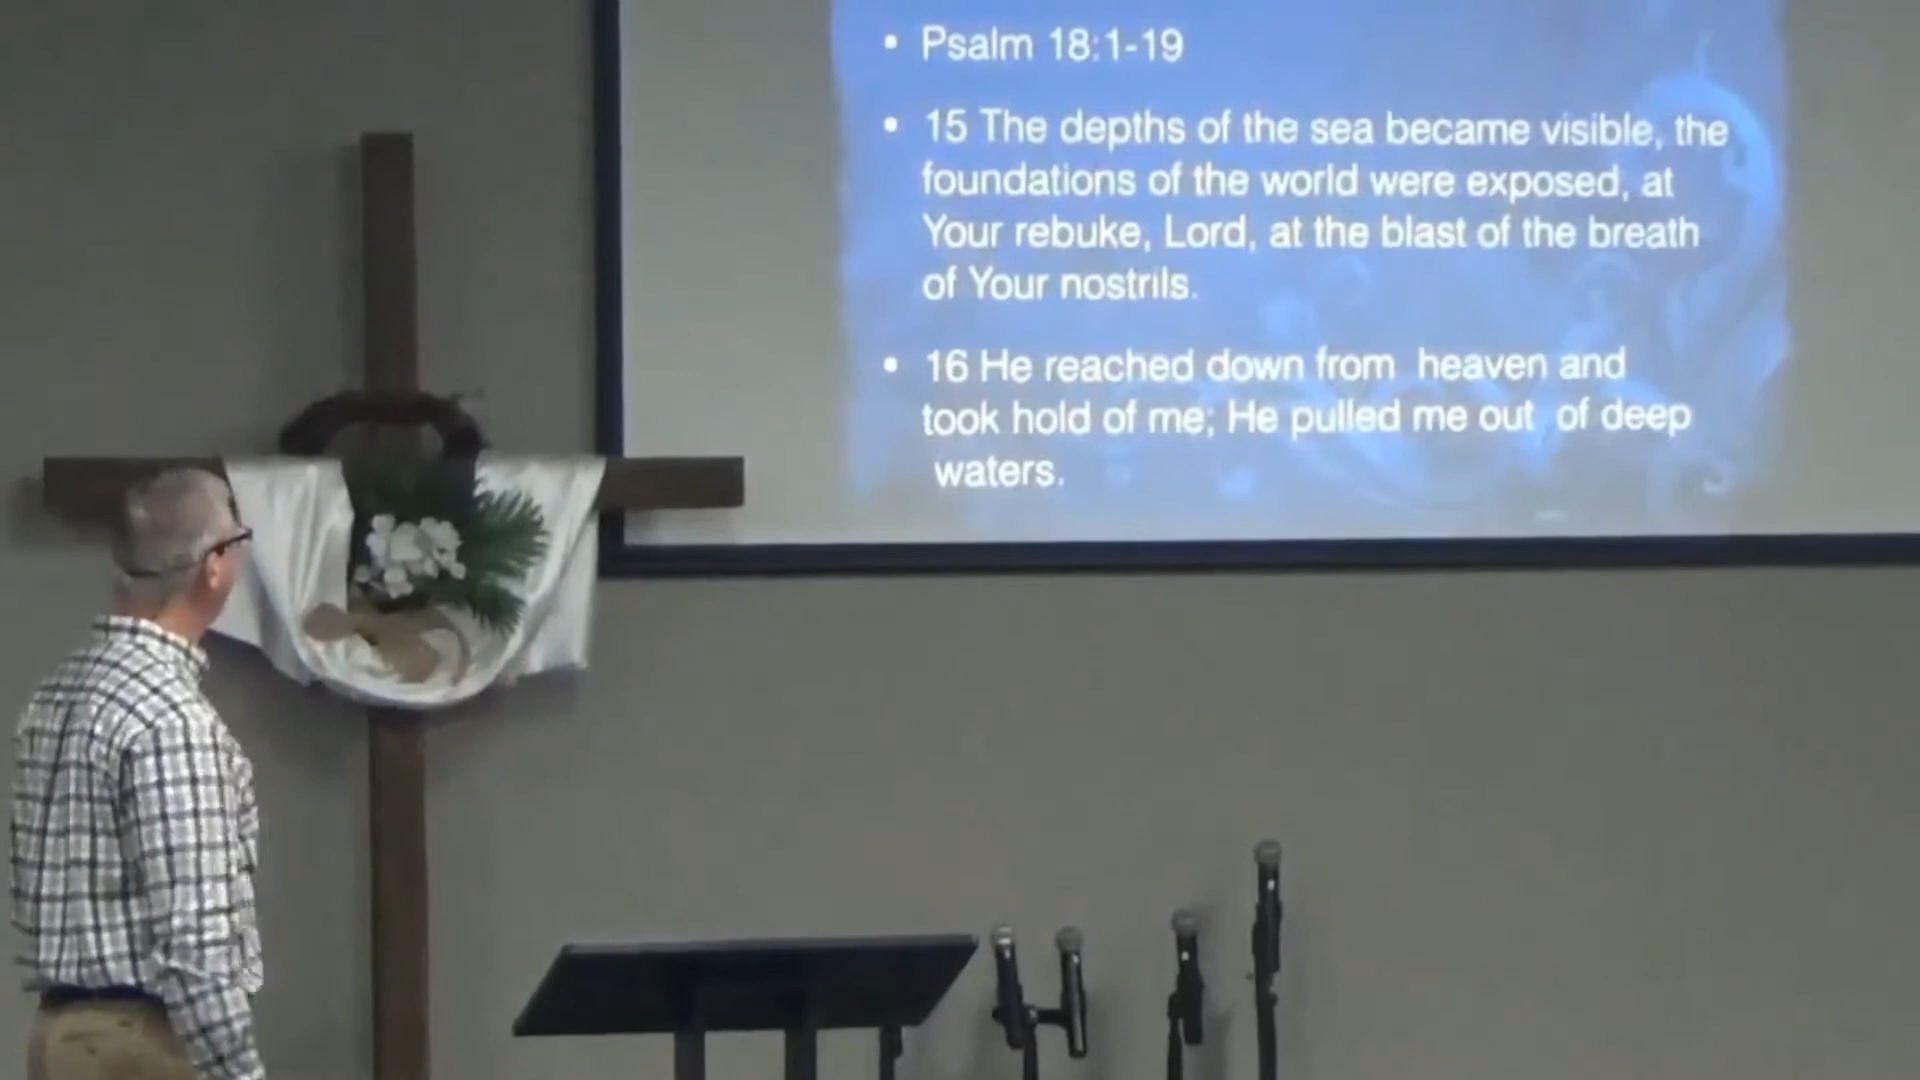 • Psalm 18:1-19
• 15 The depths of the sea became visible, the
foundations of the world were exposed, at
Your rebuke, Lord, at the blast of the breath
of Your nostrils.
• 16 He reached down from heaven and
took hold of me; He pulled me out of deep
waters.